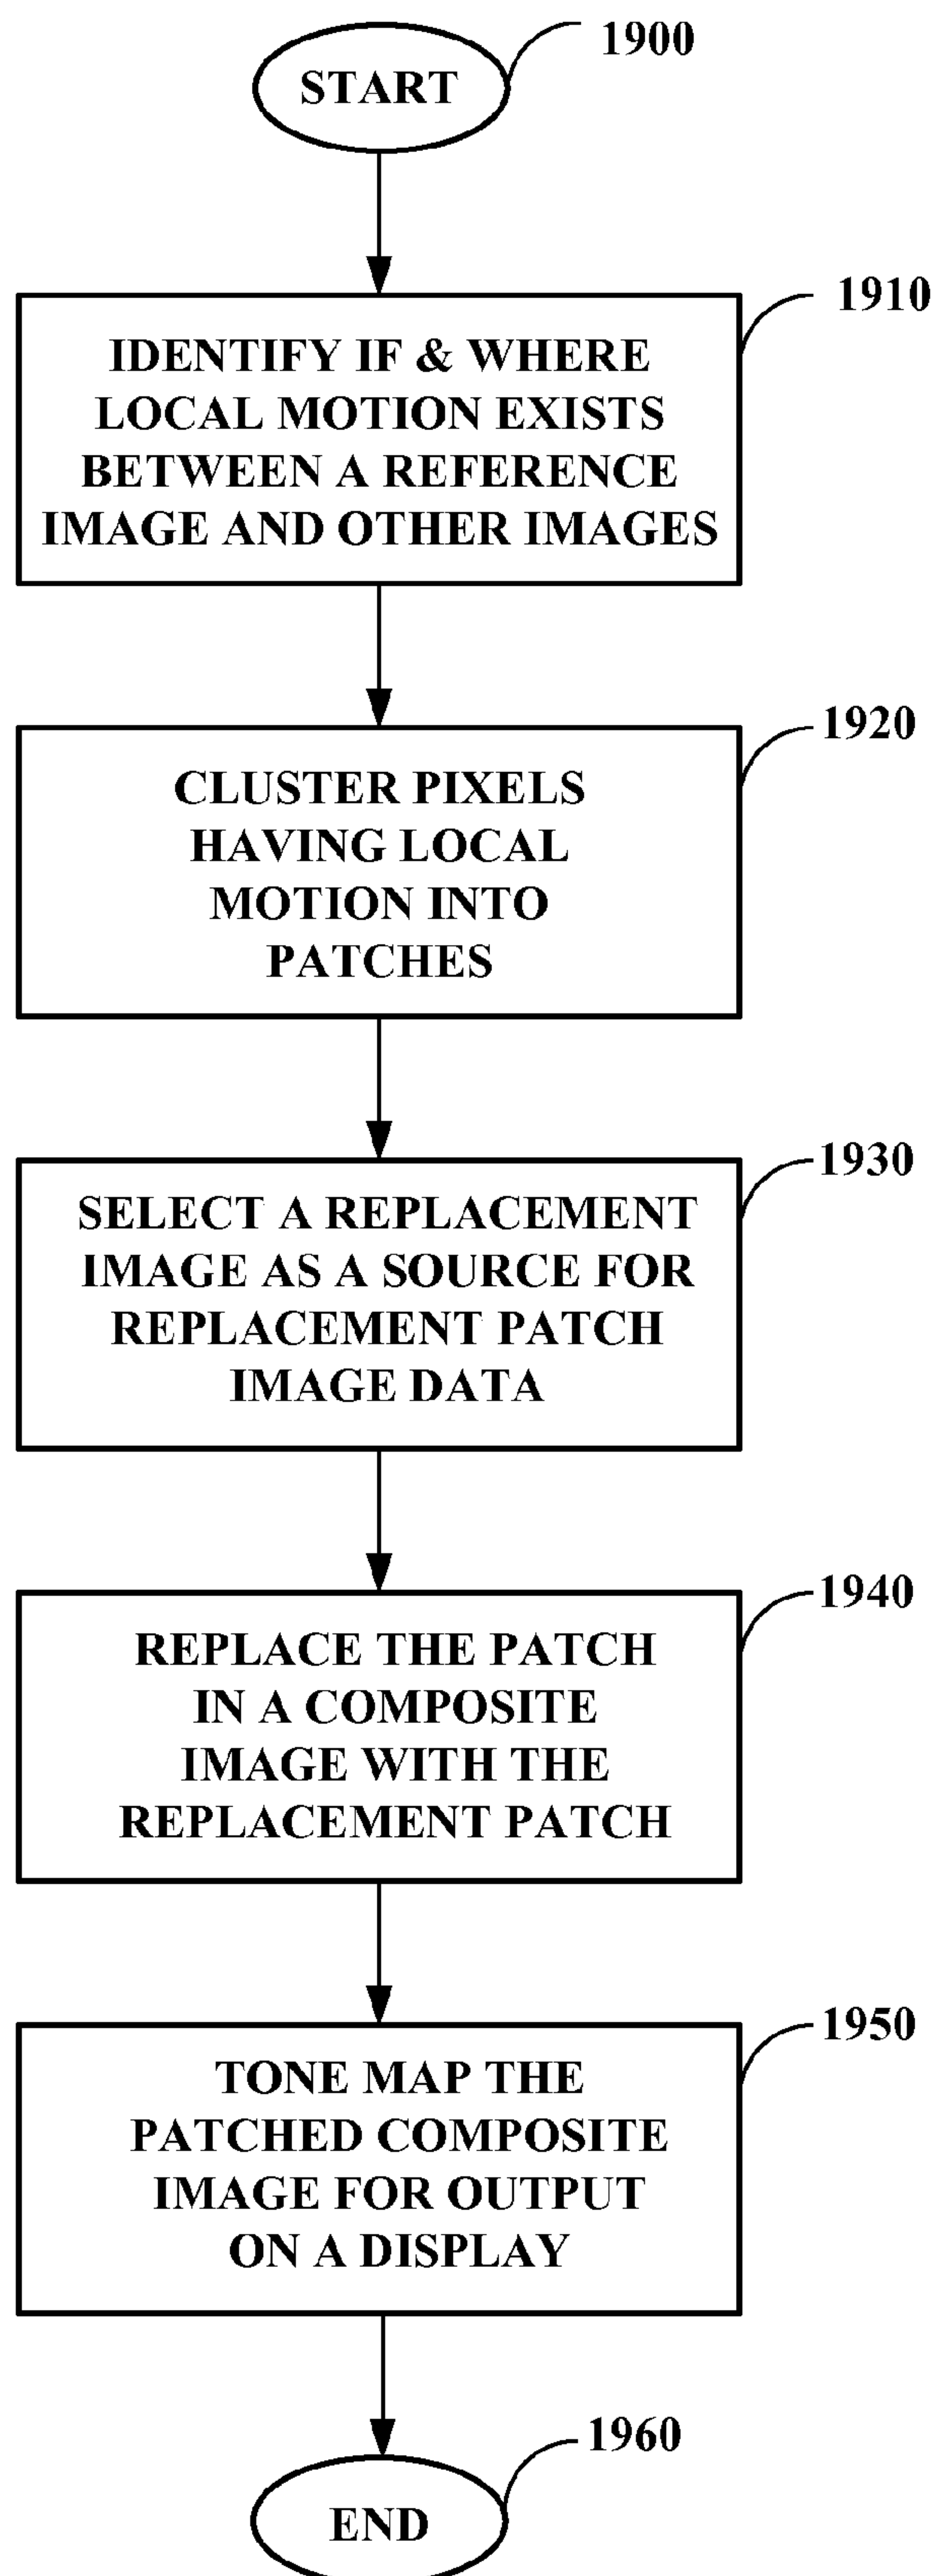 1900
START
1910
IDENTIFY IF & WHERE
LOCAL MOTION EXISTS
BETWEEN A REFERENCE
IMAGE AND OTHER IMAGES
1920
CLUSTER PIXELS
HAVING LOCAL
MOTION INTO
PATCHES
1930
SELECT A REPLACEMENT
IMAGE AS A SOURCE FOR
REPLACEMENT PATCH
IMAGE DATA
1940
REPLACE THE PATCH
IN A COMPOSITE
IMAGE WITH THE
REPLACEMENT PATCH
1950
TONE MAP THE
PATCHED COMPOSITE
IMAGE FOR OUTPUT
ON A DISPLAY
1960
END